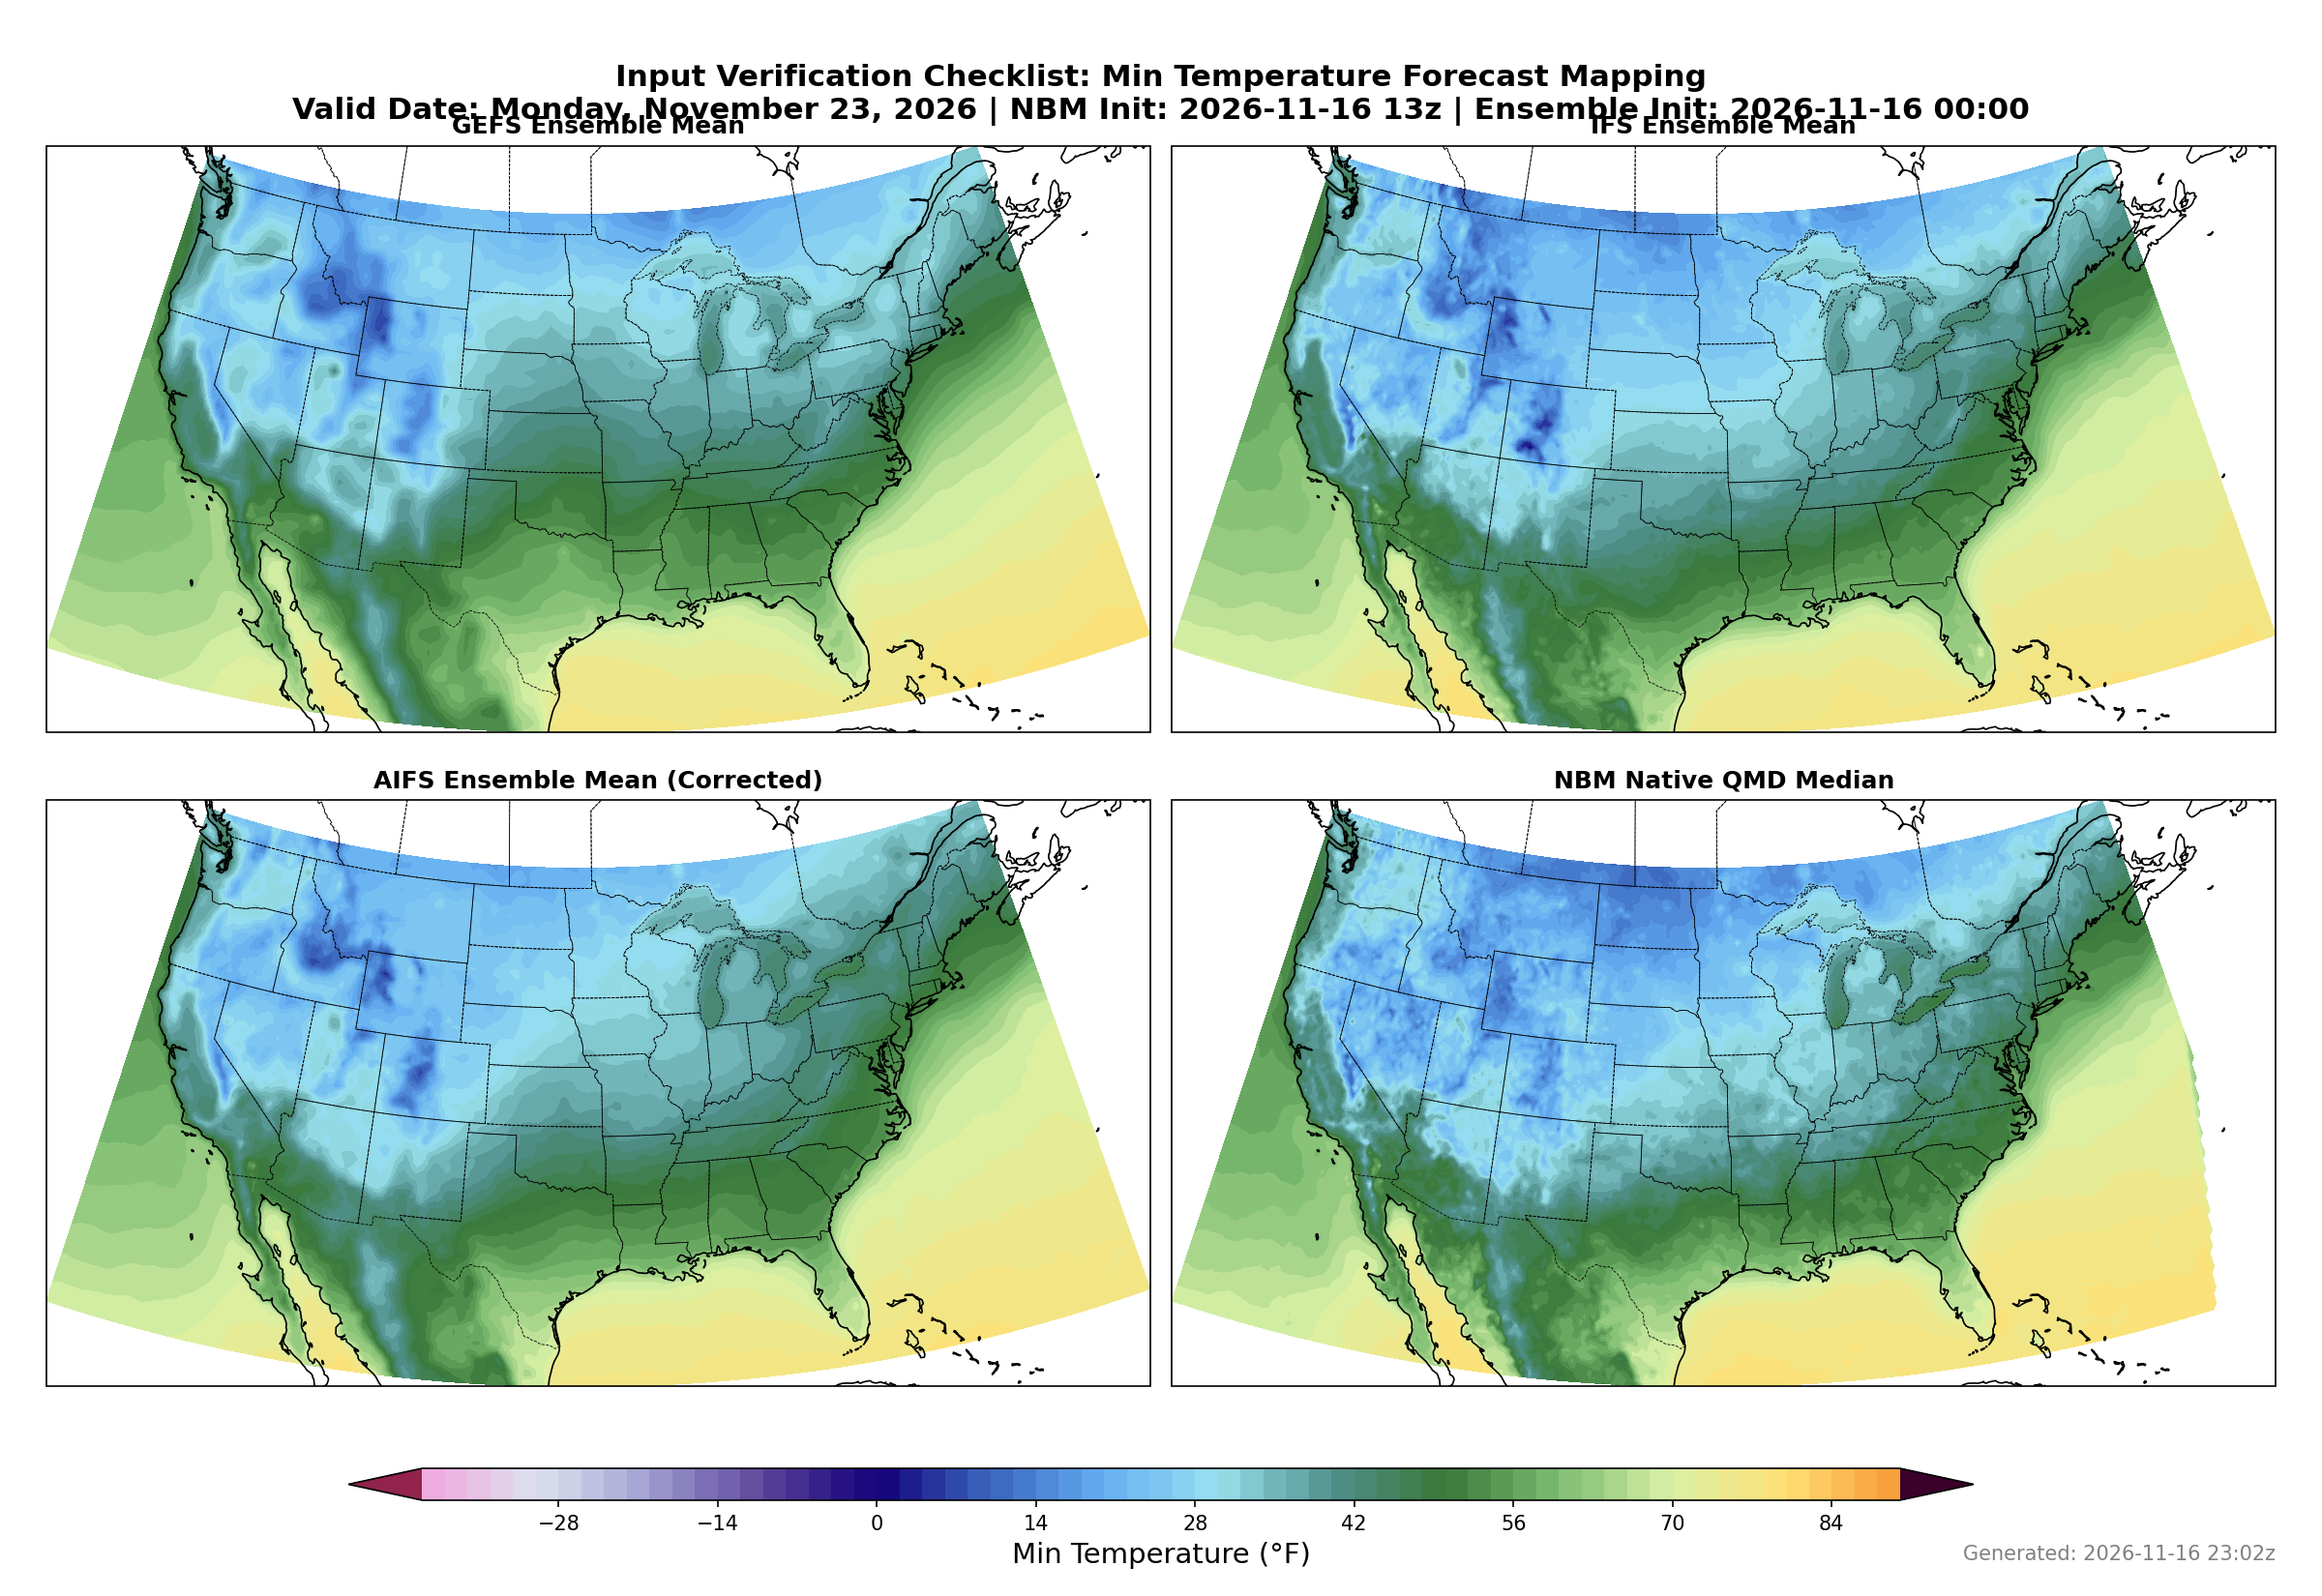 Input Verification Checklist: Min Temperature Forecast Mapping
Valid Date: Monday, November 23, 2026 | NBM Init: 2026-11-16 13z | Ensemble Init: 2026-11-16 00:00
GEFS Ensemble Mean
IFS Ensemble Mean
AIFS Ensemble Mean (Corrected)
NBM Native QMD Median
−28 −14 0 14 28 42 56 70 84
Min Temperature (°F)
Generated: 2026-11-16 23:02z